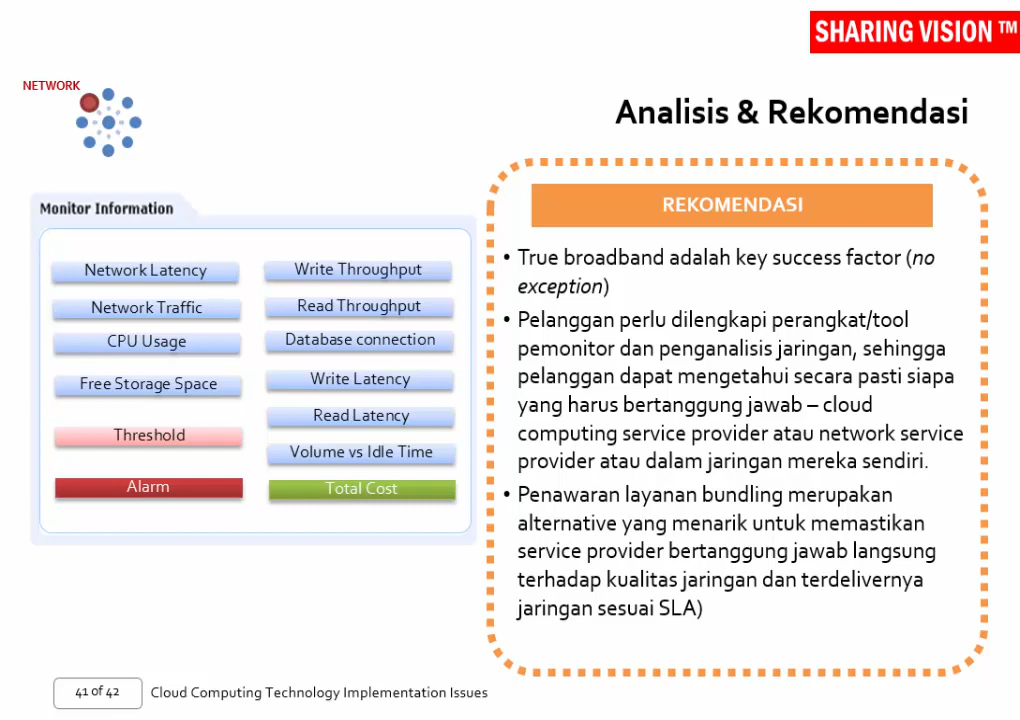 SHARING VISION ™
NETWORK
Analisis & Rekomendasi
Monitor Information
Network Latency
Network Traffic
CPU Usage
Free Storage Space
Threshold
Alarm
Write Throughput
Read Throughput
Database connection
Write Latency
Read Latency
Volume vs Idle Time
Total Cost
REKOMENDASI
• True broadband adalah key success factor (no
exception)
• Pelanggan perlu dilengkapi perangkat/tool
pemonitor dan penganalisis jaringan, sehingga
pelanggan dapat mengetahui secara pasti siapa
yang harus bertanggung jawab – cloud
computing service provider atau network service
provider atau dalam jaringan mereka sendiri.
• Penawaran layanan bundling merupakan
alternative yang menarik untuk memastikan
service provider bertanggung jawab langsung
terhadap kualitas jaringan dan terdelivernya
jaringan sesuai SLA)
41 of 42
Cloud Computing Technology Implementation Issues